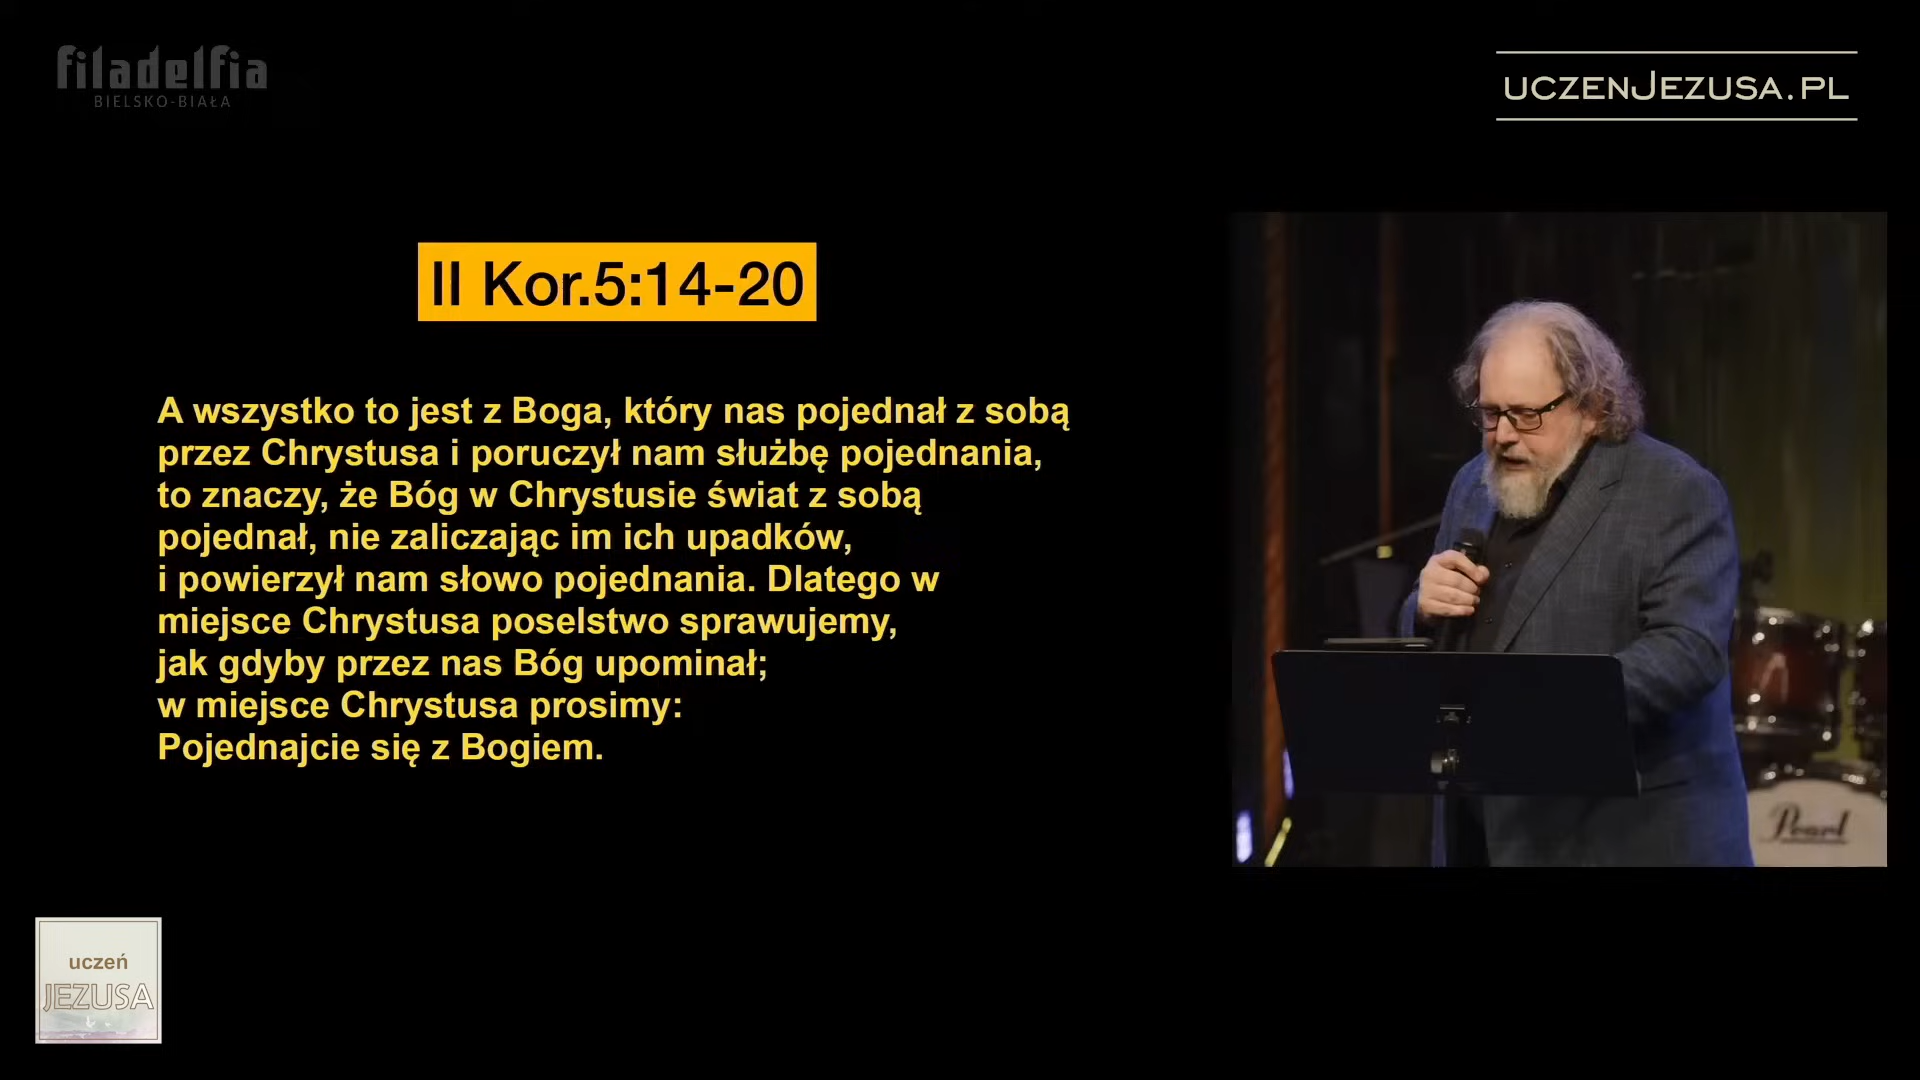 filadelfia
BIELSKO-BIAŁA
UCZENJEZUSA.PL
II Kor.5:14-20
A wszystko to jest z Boga, który nas pojednał z sobą
przez Chrystusa i poruczył nam służbę pojednania,
to znaczy, że Bóg w Chrystusie świat z sobą
pojednał, nie zaliczając im ich upadków,
i powierzył nam słowo pojednania. Dlatego w
miejsce Chrystusa poselstwo sprawujemy,
jak gdyby przez nas Bóg upominał;
w miejsce Chrystusa prosimy:
Pojednajcie się z Bogiem.
Pearl
uczeń
JEZUSA